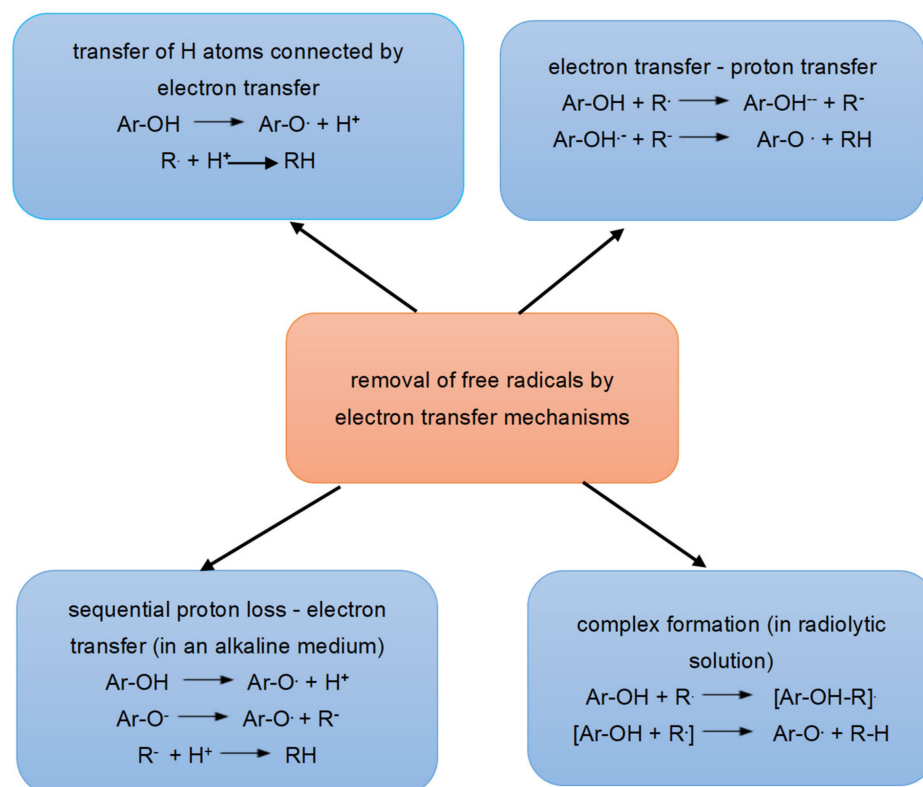 transfer of H atoms connected by
electron transfer
Ar-OH ⟶ Ar-O· + H⁺
R· + H⁺ ⟶ RH
electron transfer - proton transfer
Ar-OH + R· ⟶ Ar-OH·- + R⁻
Ar-OH·⁻ + R⁻ ⟶ Ar-O · + RH
removal of free radicals by
electron transfer mechanisms
sequential proton loss - electron
transfer (in an alkaline medium)
Ar-OH ⟶ Ar-O· + H⁺
Ar-O⁻ ⟶ Ar-O· + R⁻
R⁻ + H⁺ ⟶ RH
complex formation (in radiolytic
solution)
Ar-OH + R· ⟶ [Ar-OH-R]·
[Ar-OH + R·] ⟶ Ar-O· + R-H